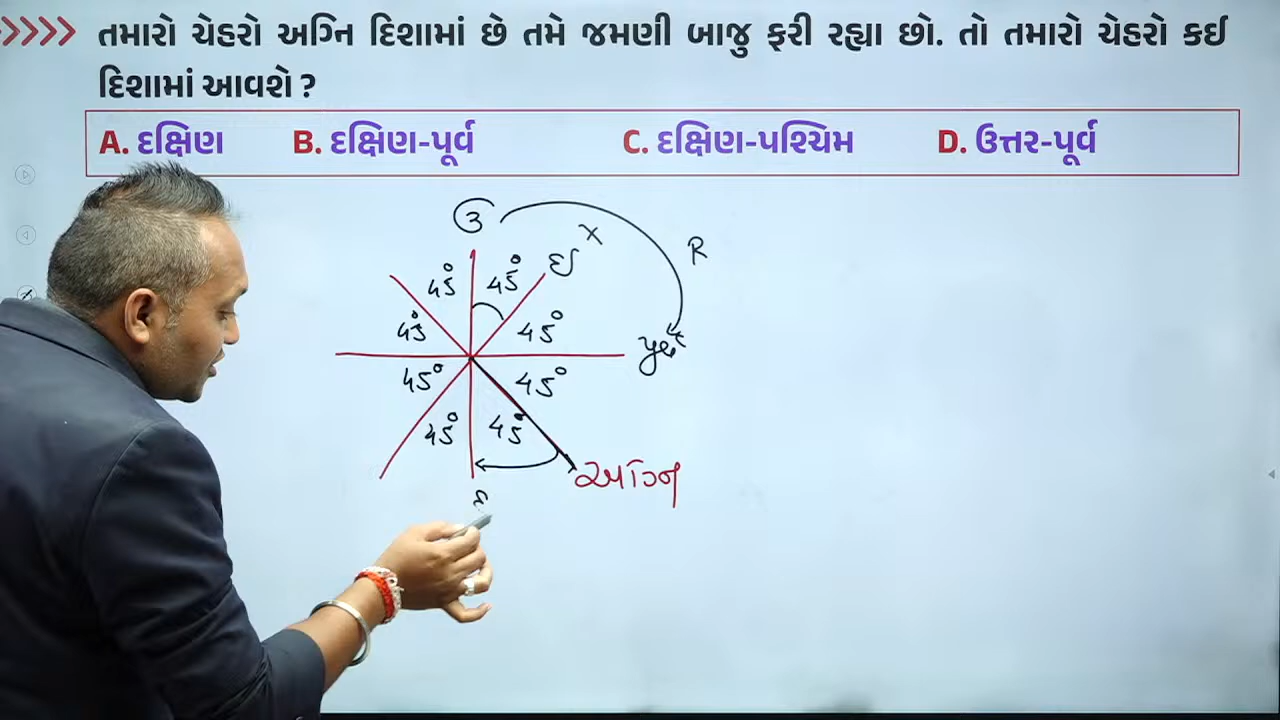 તમારો ચેહરો અગ્નિ દિશામાં છે તમે જમણી બાજુ ફરી રહ્યા છો. તો તમારો ચેહરો કઈ
દિશામાં આવશે ?
A. દક્ષિણ B. દક્ષિણ-પૂર્વ C. દક્ષિણ-પશ્ચિમ D. ઉત્તર-પૂર્વ
ઉ
ઈ X
R
45° 45°
45° 45°
પૂર્વ
45° 45°
45° 45°
દ